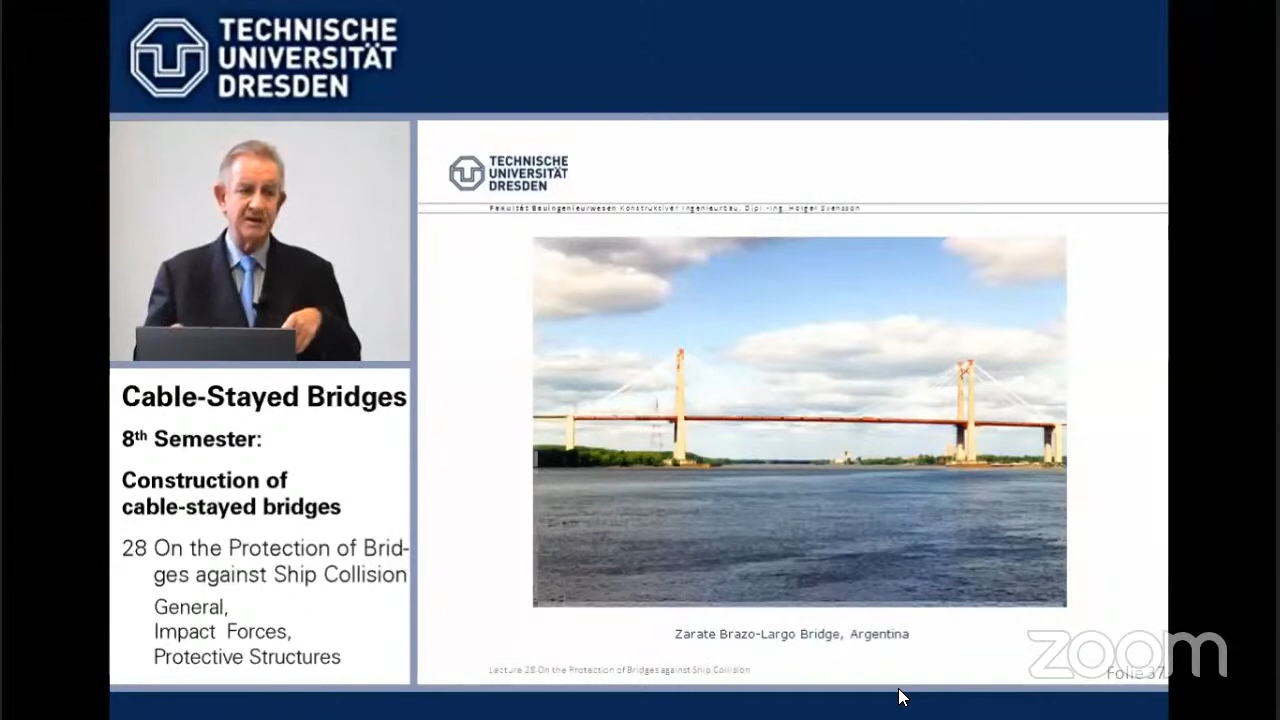 TECHNISCHE
UNIVERSITÄT
DRESDEN
TECHNISCHE
UNIVERSITÄT
DRESDEN
Fakultät Bauingenieurwesen Konstruktiver Ingenieurbau, Dipl.-Ing. Holger Svensson
Cable-Stayed Bridges
8th Semester:
Construction of
cable-stayed bridges
28 On the Protection of Brid-
ges against Ship Collision
General,
Impact Forces,
Protective Structures
Zarate Brazo-Largo Bridge, Argentina
Lecture 28 On the Protection of Bridges against Ship Collision
Folie 37
zoom